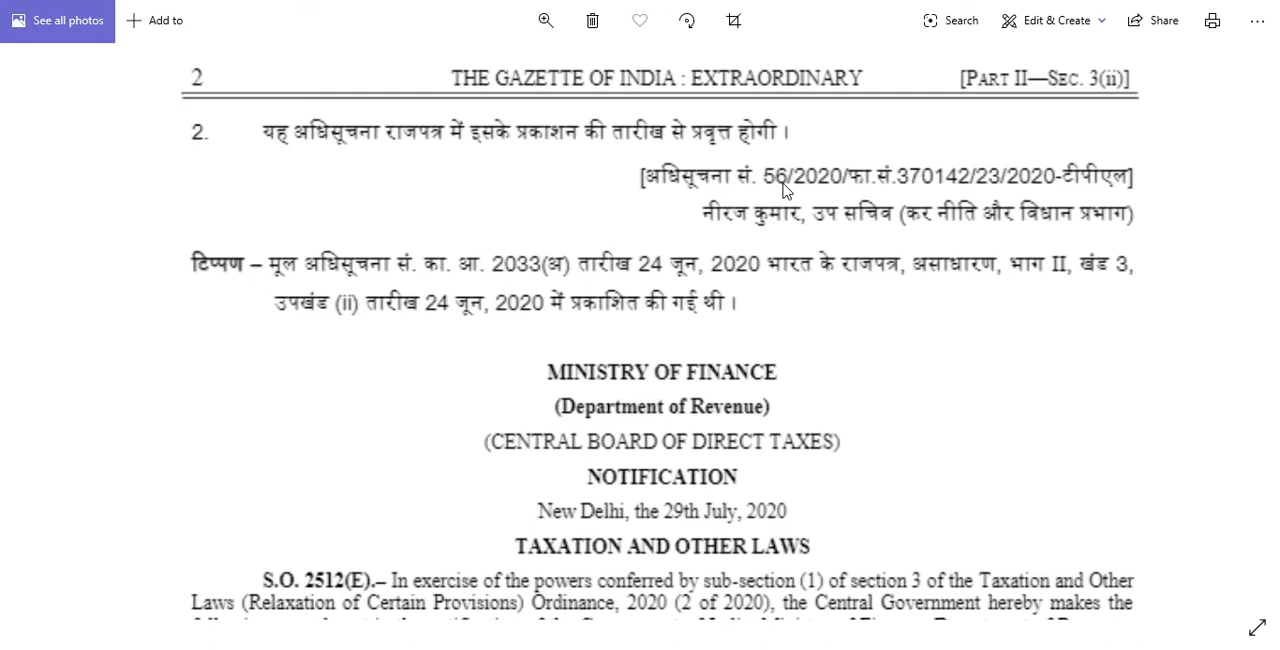 See all photos
Add to
Search
Edit & Create
Share
2 THE GAZETTE OF INDIA : EXTRAORDINARY [PART II—SEC. 3(ii)]
2. यह अधिसूचना राजपत्र में इसके प्रकाशन की तारीख से प्रवृत्त होगी ।
[अधिसूचना सं. 56/2020/फा.सं.370142/23/2020-टीपीएल]
नीरज कुमार, उप सचिव (कर नीति और विधान प्रभाग)
टिप्पण – मूल अधिसूचना सं. का. आ. 2033(अ) तारीख 24 जून, 2020 भारत के राजपत्र, असाधारण, भाग II, खंड 3,
उपखंड (ii) तारीख 24 जून, 2020 में प्रकाशित की गई थी ।
MINISTRY OF FINANCE
(Department of Revenue)
(CENTRAL BOARD OF DIRECT TAXES)
NOTIFICATION
New Delhi, the 29th July, 2020
TAXATION AND OTHER LAWS
S.O. 2512(E).– In exercise of the powers conferred by sub-section (1) of section 3 of the Taxation and Other
Laws (Relaxation of Certain Provisions) Ordinance, 2020 (2 of 2020), the Central Government hereby makes the